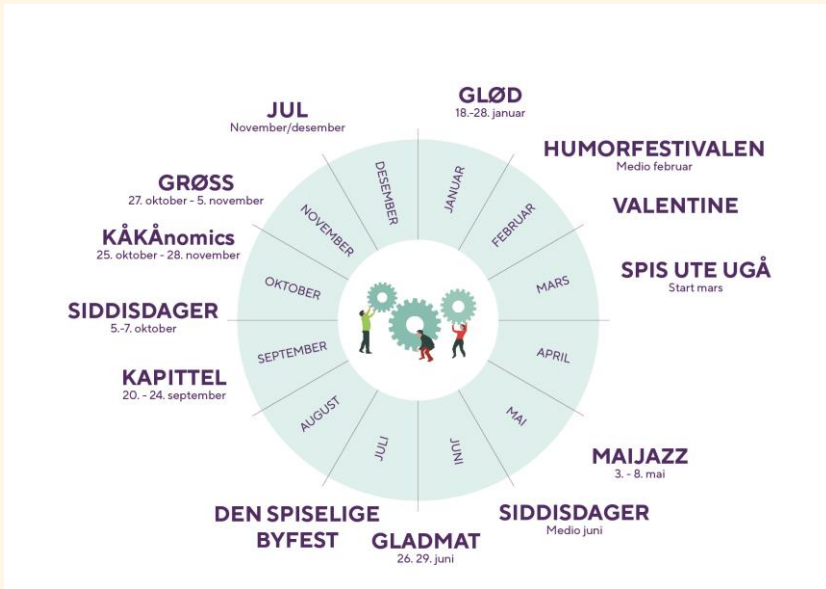 GLØD
18.-28. januar
HUMORFESTIVALEN
Medio februar
VALENTINE
SPIS UTE UGÅ
Start mars
MAIJAZZ
3. - 8. mai
SIDDISDAGER
Medio juni
GLADMAT
26. 29. juni
DEN SPISELIGE
BYFEST
KAPITTEL
20. - 24. september
SIDDISDAGER
5.-7. oktober
KÅKÅnomics
25. oktober - 28. november
GRØSS
27. oktober - 5. november
JUL
November/desember
JANUAR
FEBRUAR
MARS
APRIL
MAI
JUNI
JULI
AUGUST
SEPTEMBER
OKTOBER
NOVEMBER
DESEMBER